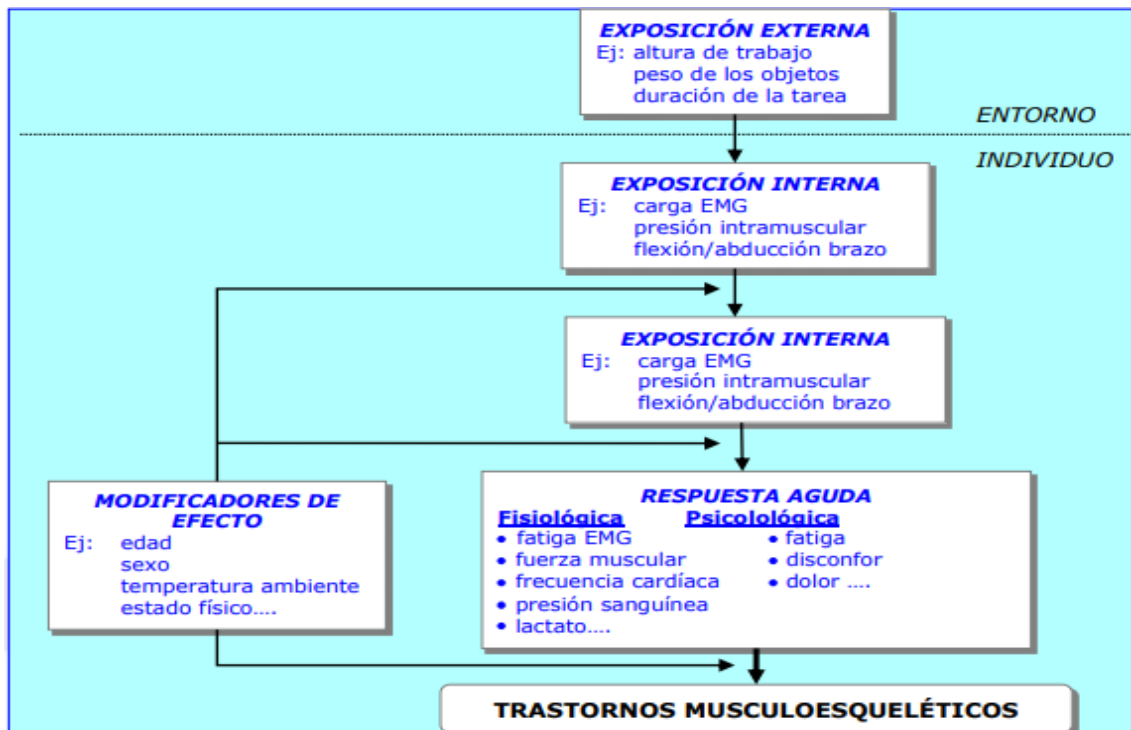 EXPOSICIÓN EXTERNA
Ej: altura de trabajo
peso de los objetos
duración de la tarea
ENTORNO
INDIVIDUO
EXPOSICIÓN INTERNA
Ej: carga EMG
presión intramuscular
flexión/abducción brazo
EXPOSICIÓN INTERNA
Ej: carga EMG
presión intramuscular
flexión/abducción brazo
MODIFICADORES DE
EFECTO
Ej: edad
sexo
temperatura ambiente
estado físico....
RESPUESTA AGUDA
Fisiológica Psicolológica
• fatiga EMG • fatiga
• fuerza muscular • disconfor
• frecuencia cardíaca • dolor ....
• presión sanguínea
• lactato....
TRASTORNOS MUSCULOESQUELÉTICOS